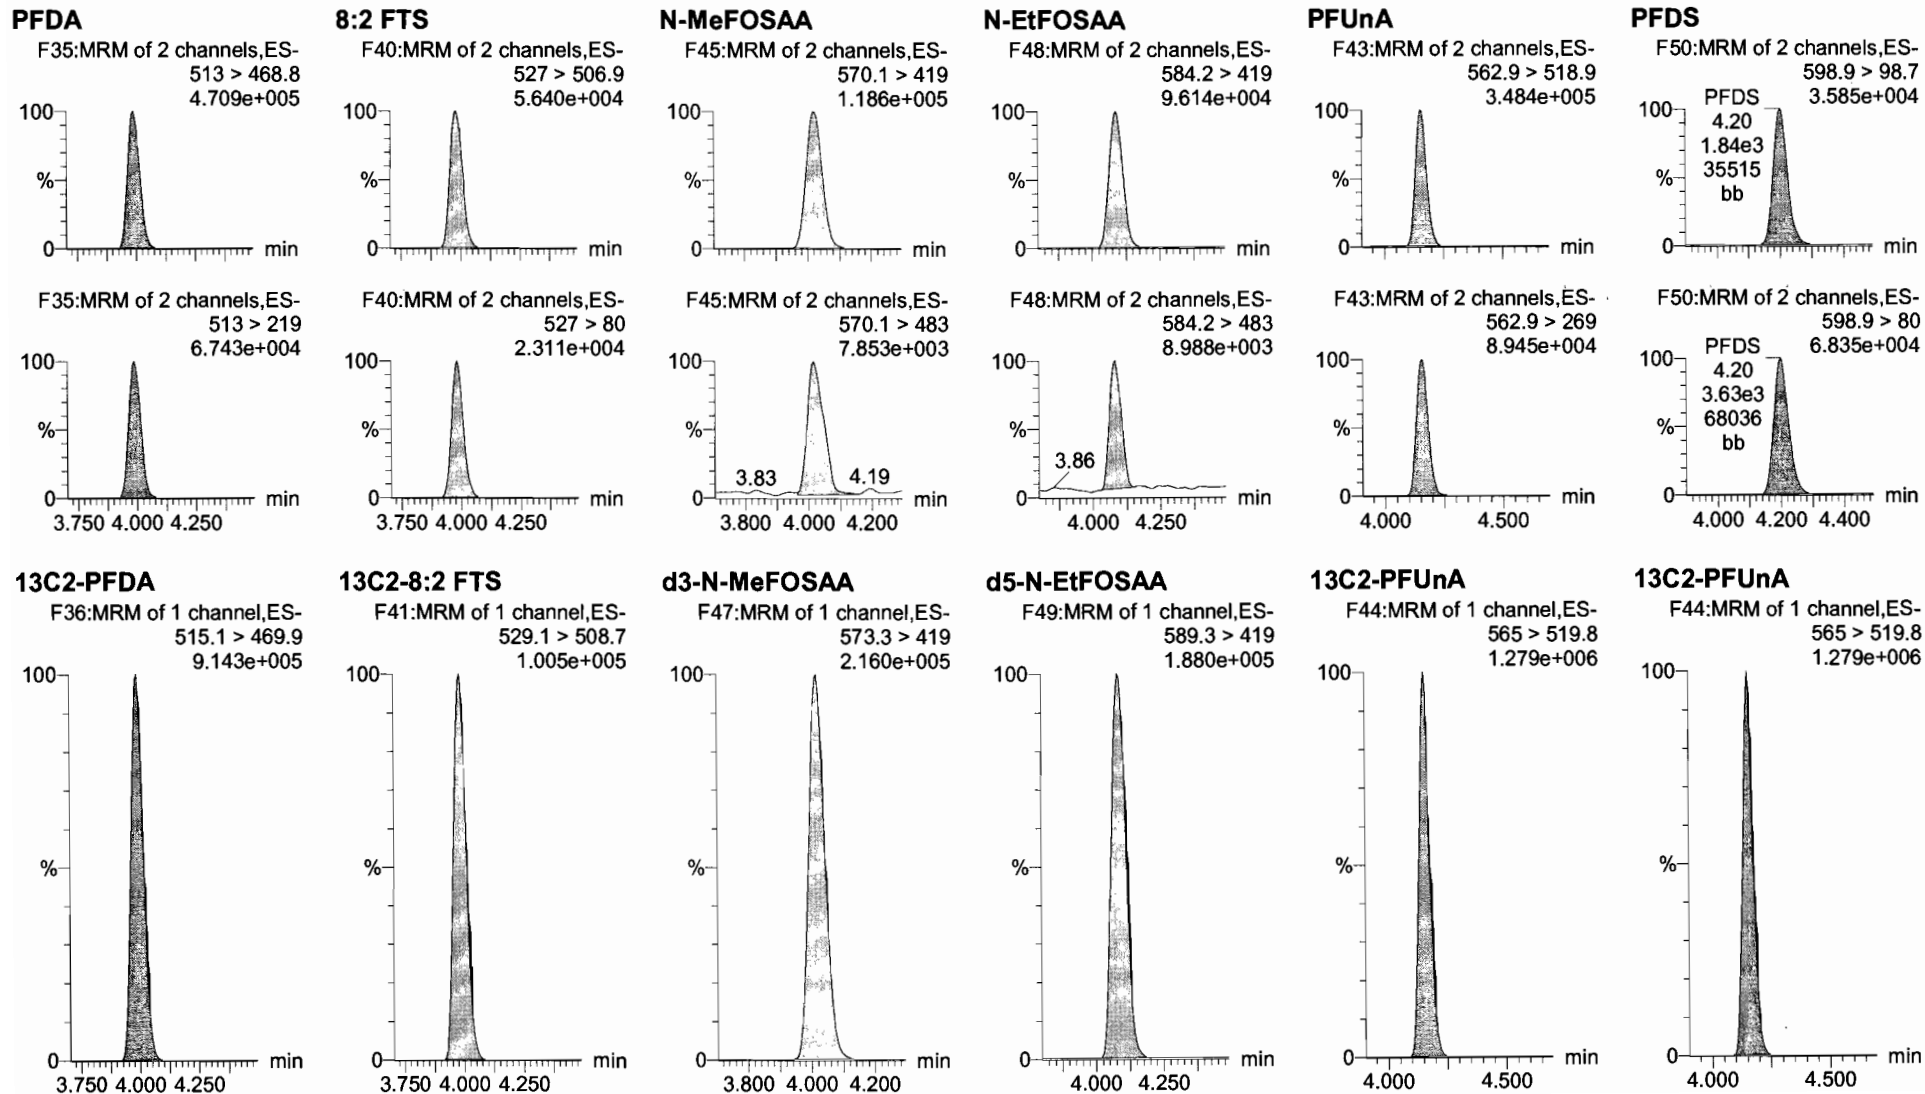 PFDA
F35:MRM of 2 channels,ES-
513 > 468.8
4.709e+005
100
%
0
min
8:2 FTS
F40:MRM of 2 channels,ES-
527 > 506.9
5.640e+004
100
%
0
min
N-MeFOSAA
F45:MRM of 2 channels,ES-
570.1 > 419
1.186e+005
100
%
0
min
N-EtFOSAA
F48:MRM of 2 channels,ES-
584.2 > 419
9.614e+004
100
%
0
min
PFUnA
F43:MRM of 2 channels,ES-
562.9 > 518.9
3.484e+005
100
%
0
min
PFDS
F50:MRM of 2 channels,ES-
598.9 > 98.7
3.585e+004
PFDS
4.20
1.84e3
35515
bb
100
%
0
min
F35:MRM of 2 channels,ES-
513 > 219
6.743e+004
100
%
0
min
3.750 4.000 4.250
F40:MRM of 2 channels,ES-
527 > 80
2.311e+004
100
%
0
min
3.750 4.000 4.250
F45:MRM of 2 channels,ES-
570.1 > 483
7.853e+003
100
%
3.83
4.19
0
min
3.800 4.000 4.200
F48:MRM of 2 channels,ES-
584.2 > 483
8.988e+003
100
%
3.86
0
min
4.000 4.250
F43:MRM of 2 channels,ES-
562.9 > 269
8.945e+004
100
%
0
min
4.000 4.500
F50:MRM of 2 channels,ES-
598.9 > 80
6.835e+004
PFDS
4.20
3.63e3
68036
bb
100
%
0
min
4.000 4.200 4.400
13C2-PFDA
F36:MRM of 1 channel,ES-
515.1 > 469.9
9.143e+005
100
%
0
min
3.750 4.000 4.250
13C2-8:2 FTS
F41:MRM of 1 channel,ES-
529.1 > 508.7
1.005e+005
100
%
0
min
3.750 4.000 4.250
d3-N-MeFOSAA
F47:MRM of 1 channel,ES-
573.3 > 419
2.160e+005
100
%
0
min
3.800 4.000 4.200
d5-N-EtFOSAA
F49:MRM of 1 channel,ES-
589.3 > 419
1.880e+005
100
%
0
min
4.000 4.250
13C2-PFUnA
F44:MRM of 1 channel,ES-
565 > 519.8
1.279e+006
100
%
0
min
4.000 4.500
13C2-PFUnA
F44:MRM of 1 channel,ES-
565 > 519.8
1.279e+006
100
%
0
min
4.000 4.500